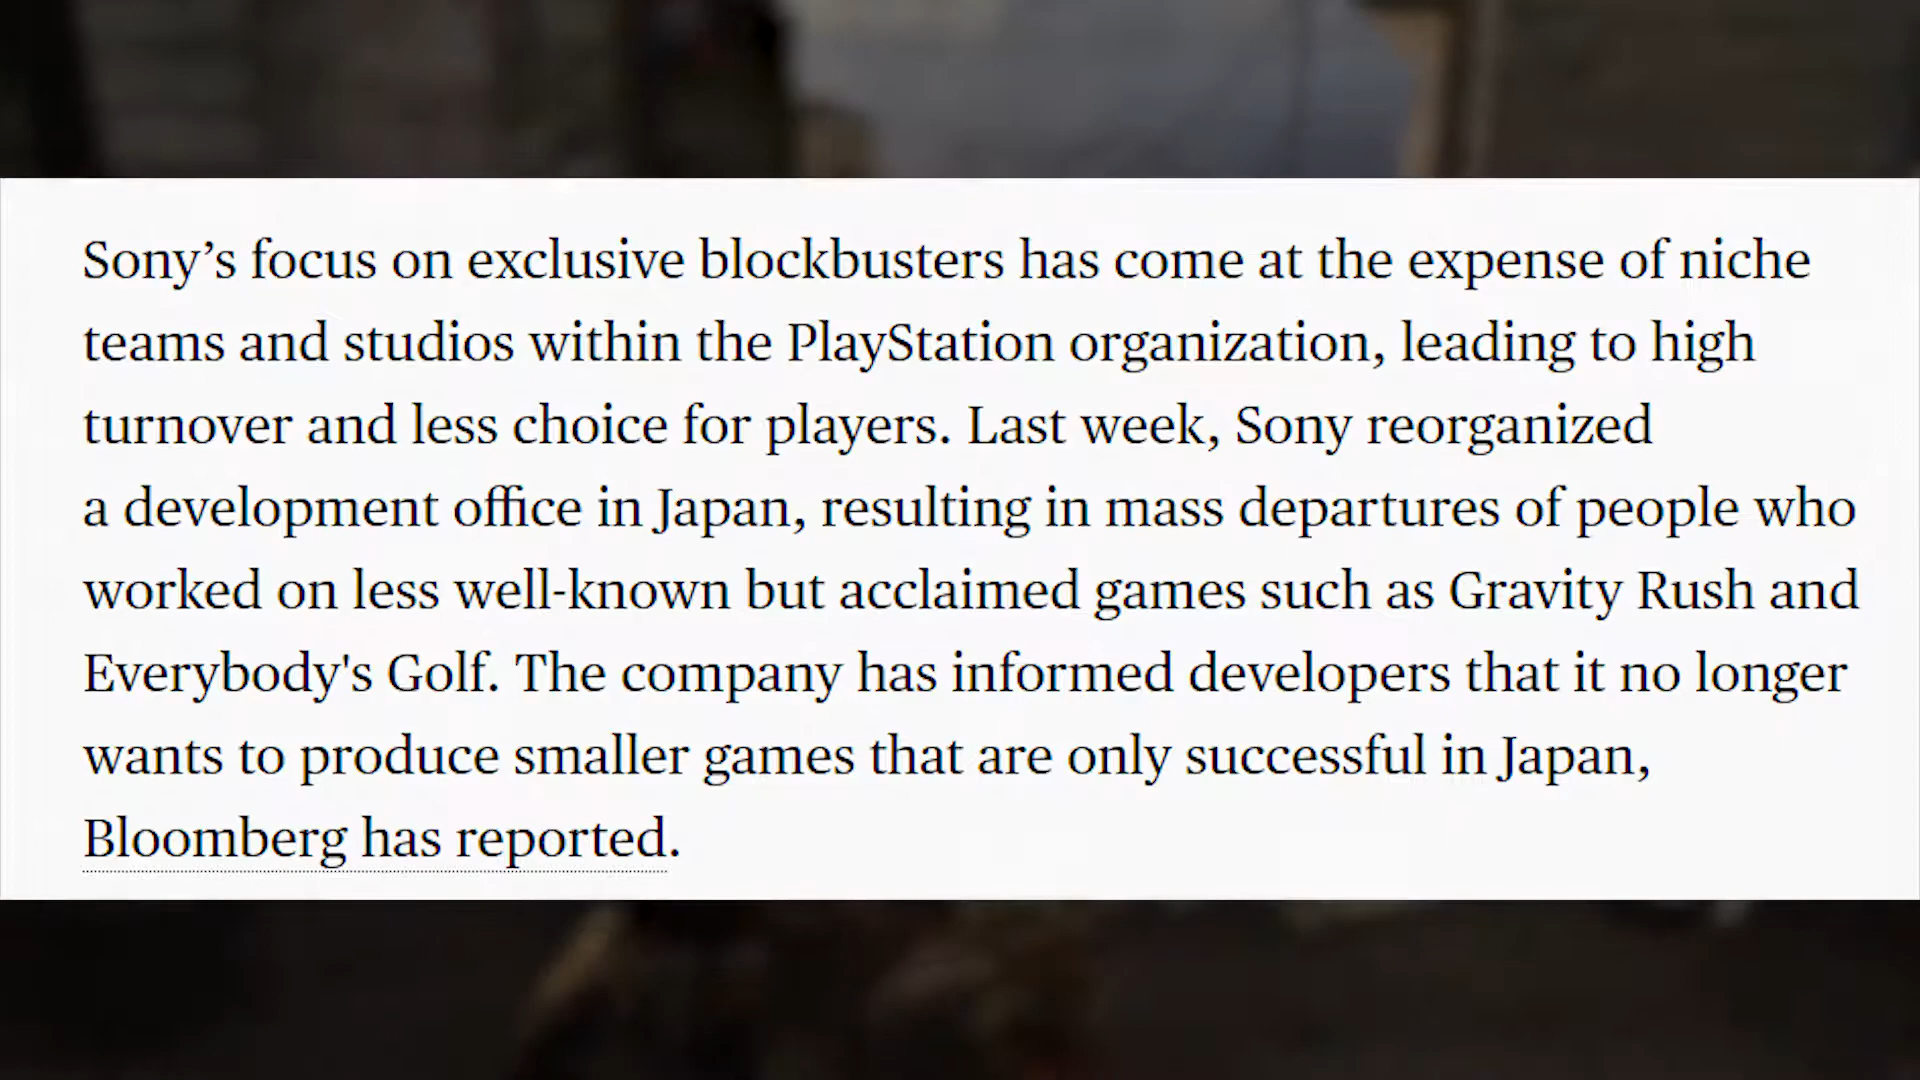 Sony’s focus on exclusive blockbusters has come at the expense of niche
teams and studios within the PlayStation organization, leading to high
turnover and less choice for players. Last week, Sony reorganized
a development office in Japan, resulting in mass departures of people who
worked on less well-known but acclaimed games such as Gravity Rush and
Everybody's Golf. The company has informed developers that it no longer
wants to produce smaller games that are only successful in Japan,
Bloomberg has reported.